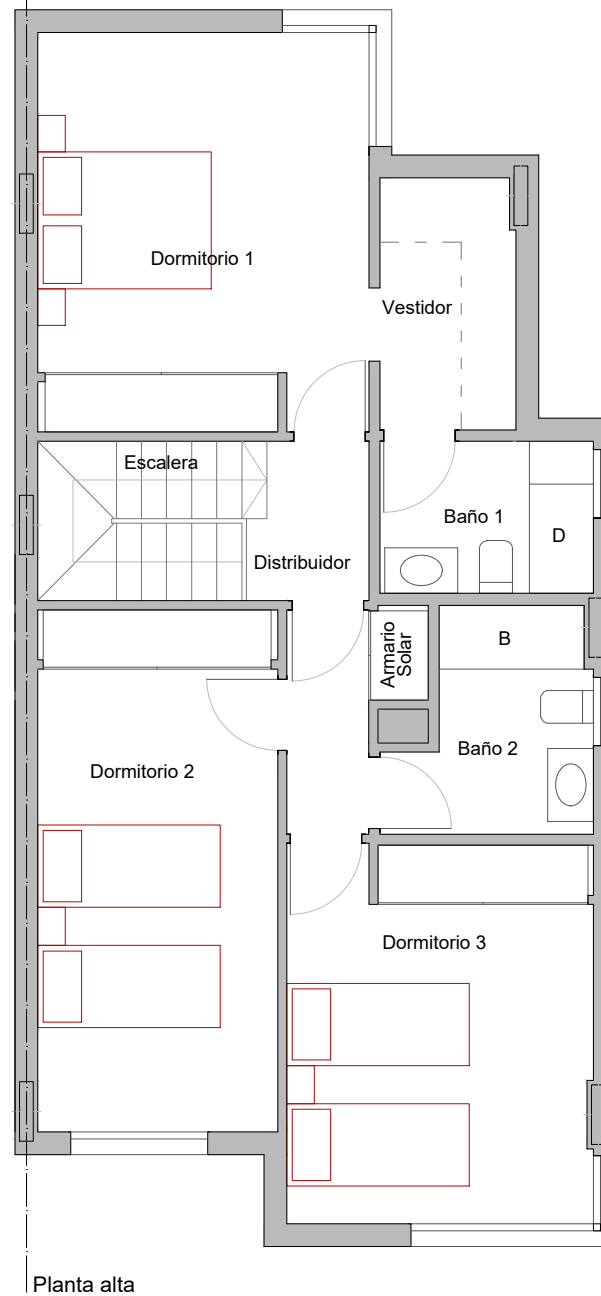 Dormitorio 1
Vestidor
Escalera
Baño 1
D
Distribuidor
Armario
Solar
B
Baño 2
Dormitorio 2
Dormitorio 3
Planta alta